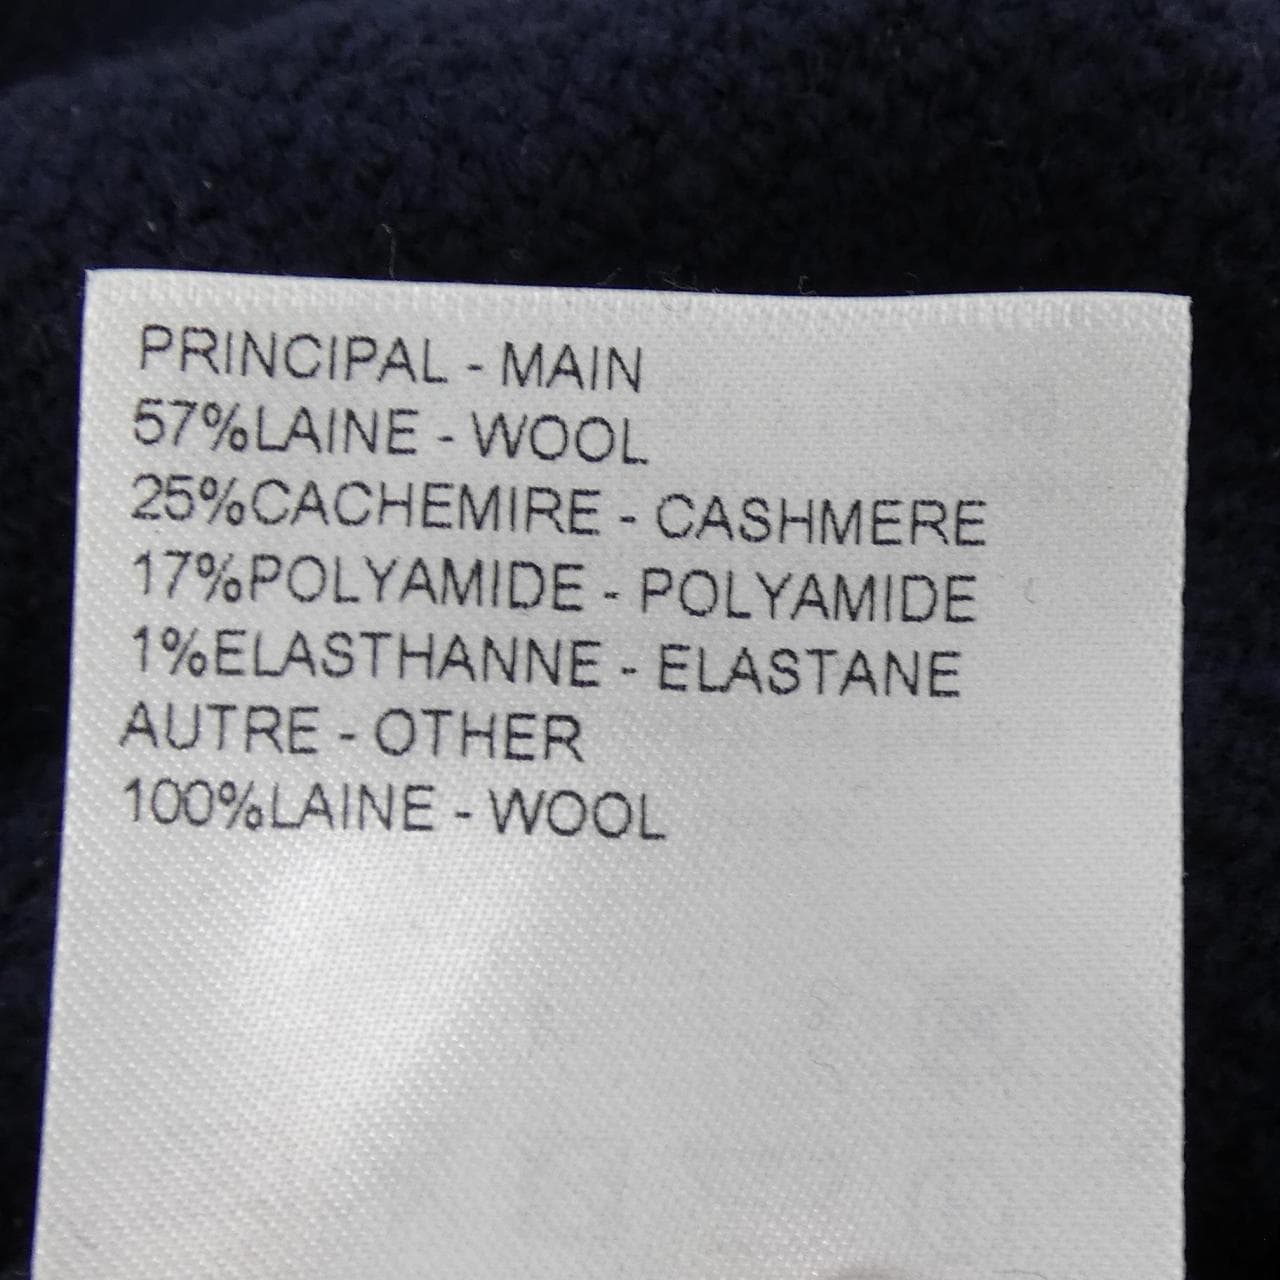 PRINCIPAL - MAIN
57%LAINE - WOOL
25%CACHEMIRE - CASHMERE
17%POLYAMIDE - POLYAMIDE
1%ELASTHANNE - ELASTANE
AUTRE - OTHER
100%LAINE - WOOL